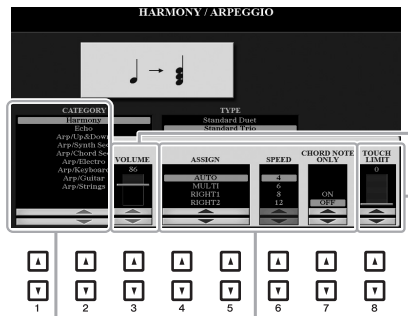 HARMONY / ARPEGGIO
CATEGORY
Harmony
Echo
Arp/Up&Down
Arp/Synth Seq
Arp/Chord Seq
Arp/Electro
Arp/Keyboard
Arp/Guitar
Arp/Strings
TYPE
Standard Duet
Standard Trio
VOLUME
86
ASSIGN
AUTO
MULTI
RIGHT1
RIGHT2
SPEED
4
6
8
12
CHORD NOTE
ONLY
ON
OFF
TOUCH
LIMIT
0
1 2 3 4 5 6 7 8